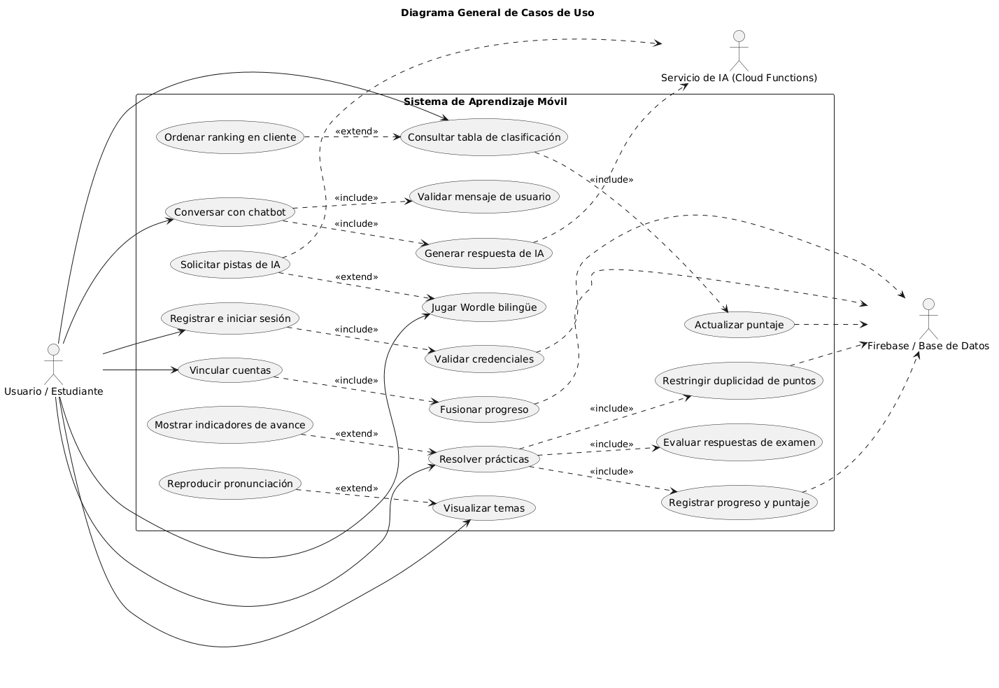 Diagrama General de Casos de Uso
Servicio de IA (Cloud Functions)
Sistema de Aprendizaje Móvil
Ordenar ranking en cliente
«extend»
Consultar tabla de clasificación
«include»
Conversar con chatbot
«include»
Validar mensaje de usuario
«include»
Generar respuesta de IA
Solicitar pistas de IA
«extend»
Jugar Wordle bilingüe
Registrar e iniciar sesión
«include»
Validar credenciales
Actualizar puntaje
Firebase / Base de Datos
Vincular cuentas
«include»
Fusionar progreso
Restringir duplicidad de puntos
Usuario / Estudiante
«include»
Mostrar indicadores de avance
«extend»
Resolver prácticas
«include»
Evaluar respuestas de examen
«include»
Reproducir pronunciación
«extend»
Visualizar temas
Registrar progreso y puntaje